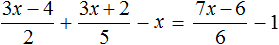 (3x − 4)/2 + (3x + 2)/5 − x = (7x − 6)/6 − 1